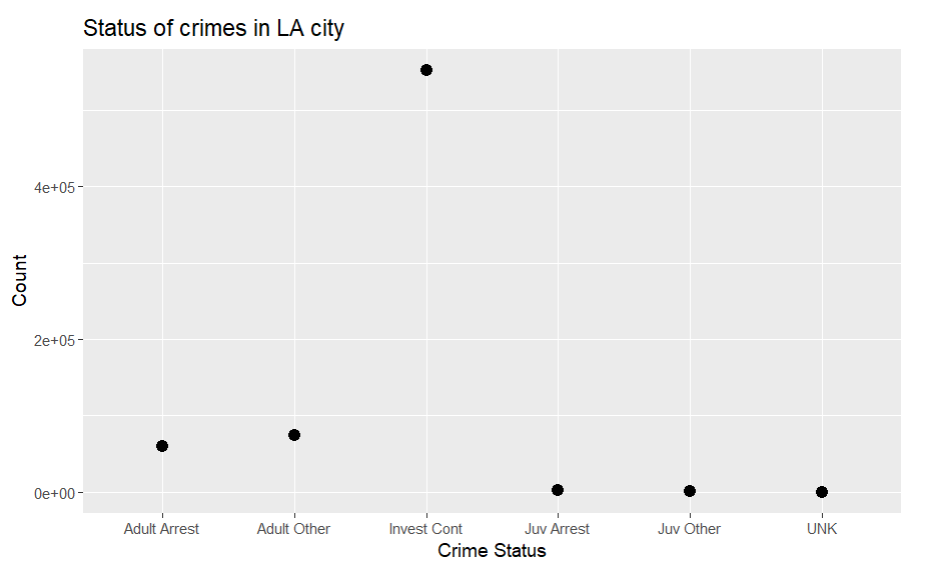 Status of crimes in LA city
Count
4e+05
2e+05
0e+00
Adult Arrest Adult Other Invest Cont Juv Arrest Juv Other UNK
Crime Status